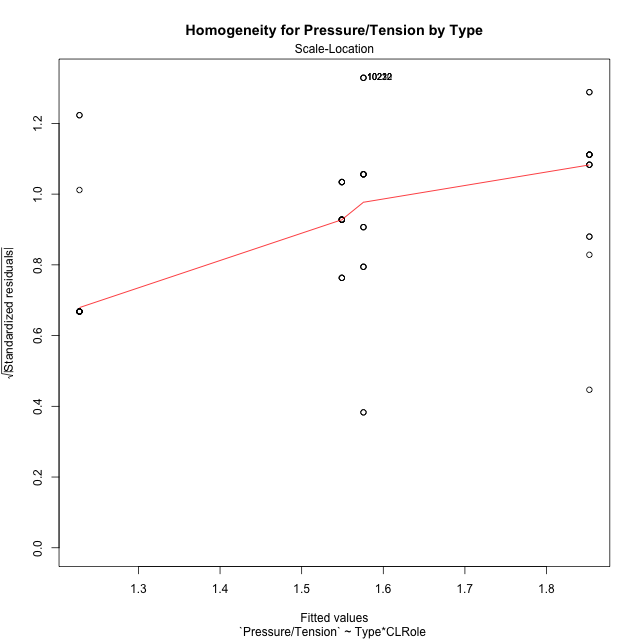 Homogeneity for Pressure/Tension by Type
Scale-Location
√|Standardized residuals|
0.0
0.2
0.4
0.6
0.8
1.0
1.2
1.3
1.4
1.5
1.6
1.7
1.8
Fitted values
`Pressure/Tension` ~ Type*CLRole